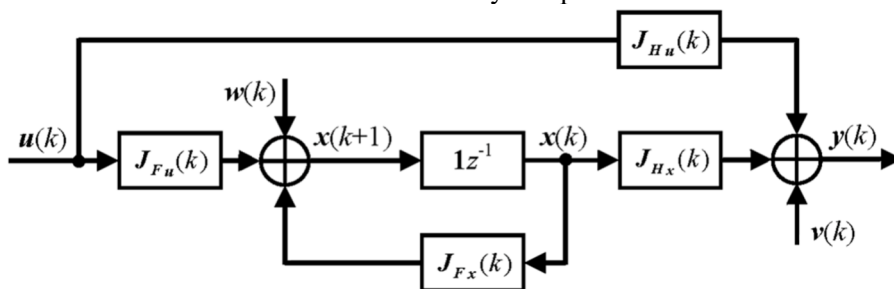 J_{Hu}(k)
w(k)
u(k) x(k+1) x(k) y(k)
J_{Fu}(k) 1z^{-1} J_{Hx}(k)
v(k)
J_{Fx}(k)